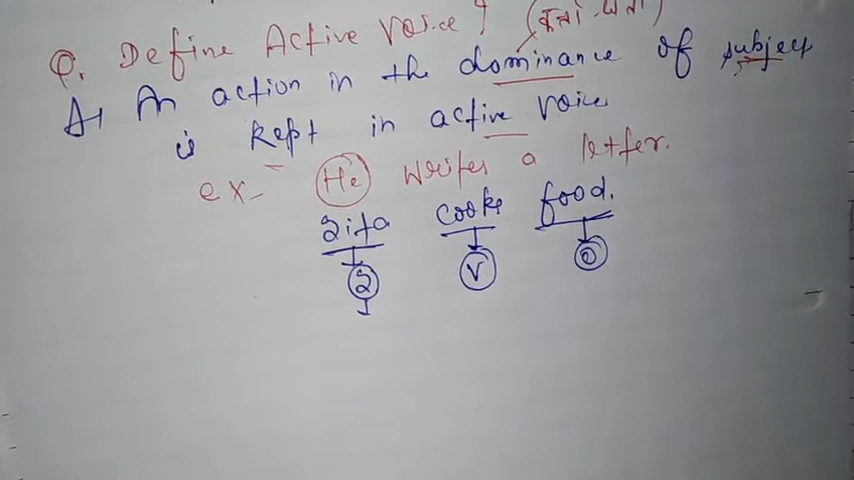 Q. Define Active Voice?
A→ An action in the dominance of subject
is kept in active voice
ex- He writes a letter.
Sita cooks food.
S V O